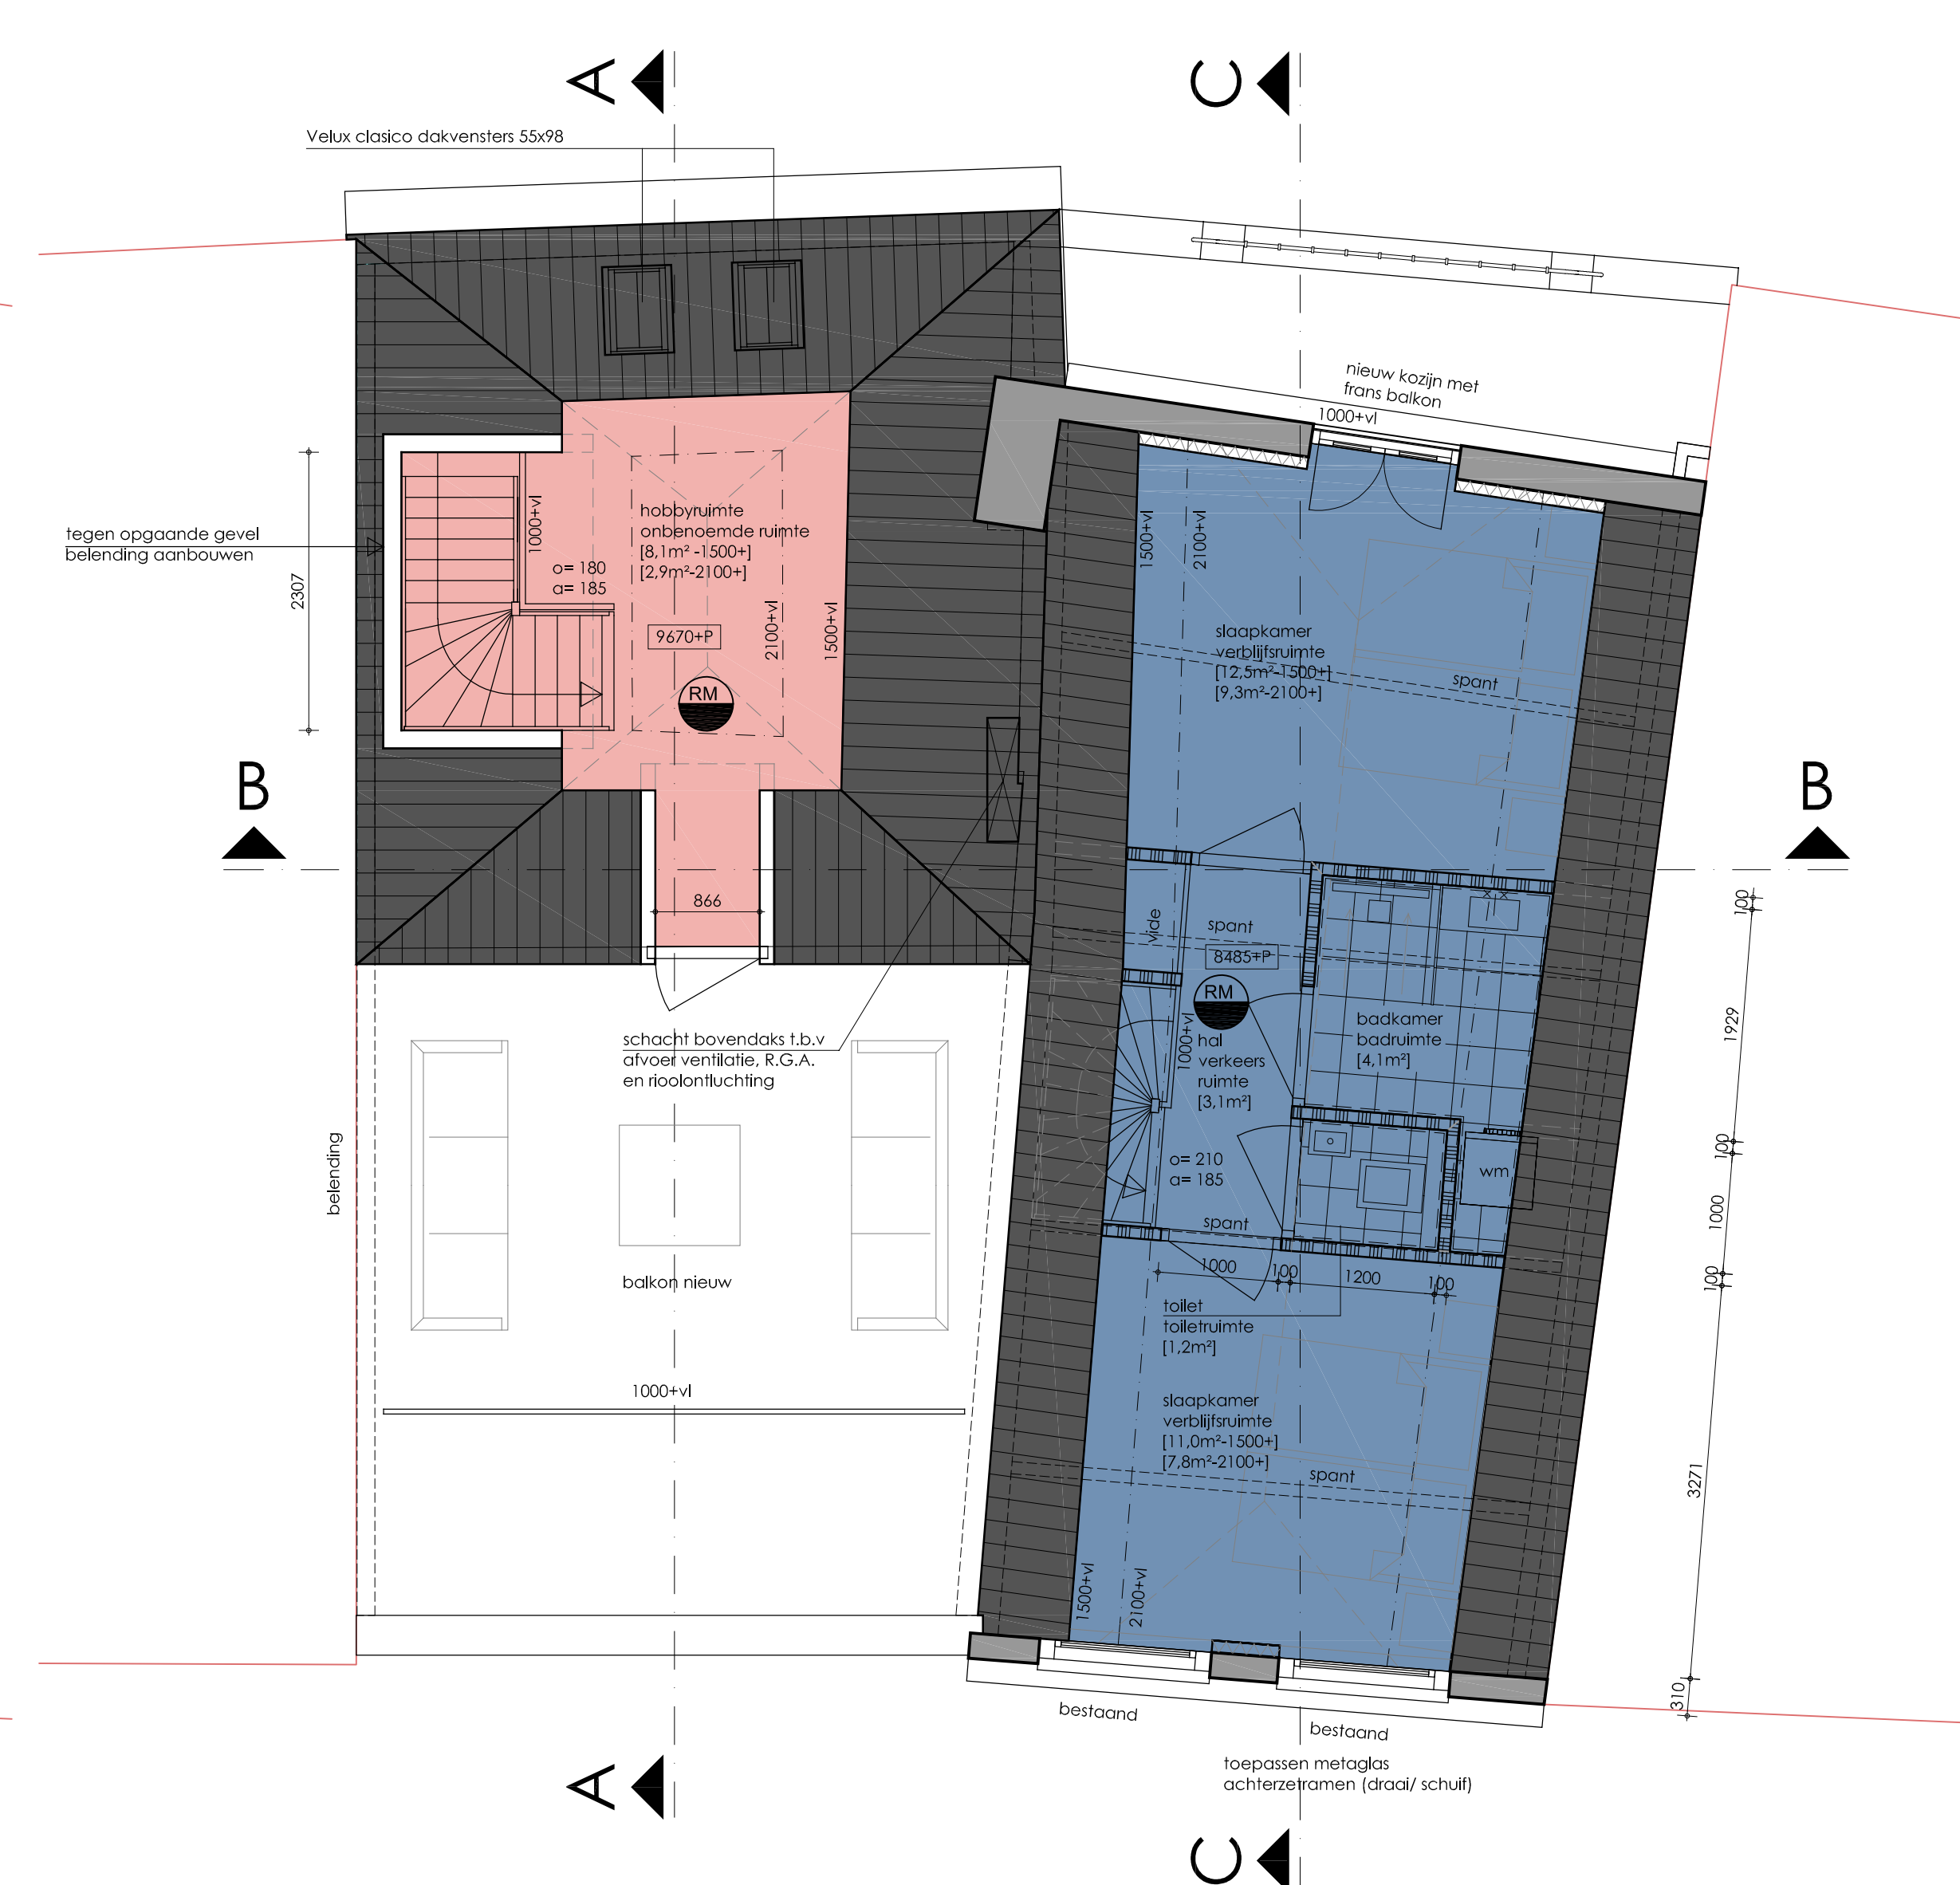 A
C
Velux clasico dakvensters 55x98
nieuw kozijn met
frans balkon
1000+vl
tegen opgaande gevel
belending aanbouwen
2307
1000+vl
hobbyruimte
onbenoemde ruimte
[8,1m² -1500+]
[2,9m²-2100+]
o= 180
a= 185
9670+P
2100+vl
1500+vl
RM
1500+vl
2100+vl
slaapkamer
verblijfsruimte
[12,5m²-1500+]
[9,3m²-2100+]
spant
B
B
866
vide
spant
8485+P
RM
1000+vl
hal
verkeers
ruimte
[3,1m²]
badkamer
badruimte
[4,1m²]
100
1929
100
1000
100
3271
310
schacht bovendaks t.b.v
afvoer ventilatie, R.G.A.
en rioolontluchting
belending
o= 210
a= 185
wm
spant
balkon nieuw
1000
100
1200
100
toilet
toiletruimte
[1,2m²]
1000+vl
slaapkamer
verblijfsruimte
[11,0m²-1500+]
[7,8m²-2100+]
spant
1500+vl
2100+vl
bestaand
bestaand
toepassen metaglas
achterzetramen (draai/ schuif)
A
C